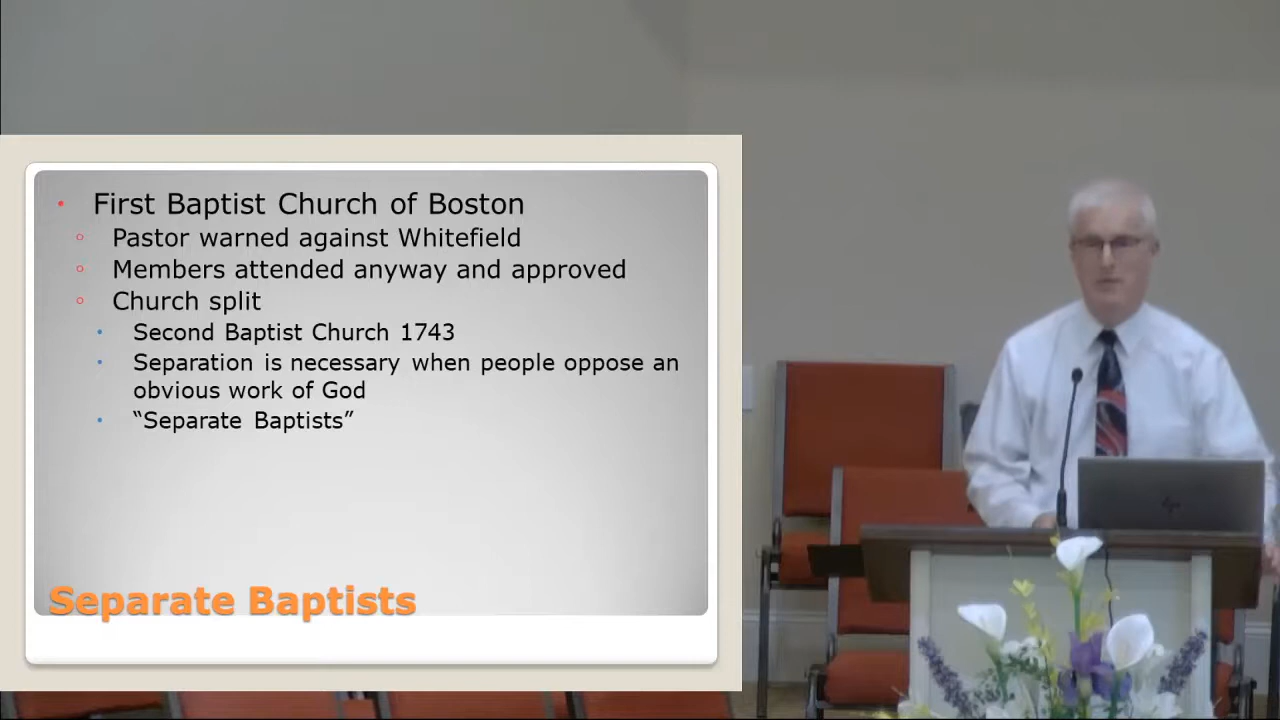 First Baptist Church of Boston
Pastor warned against Whitefield
Members attended anyway and approved
Church split
Second Baptist Church 1743
Separation is necessary when people oppose an
obvious work of God
“Separate Baptists”
Separate Baptists